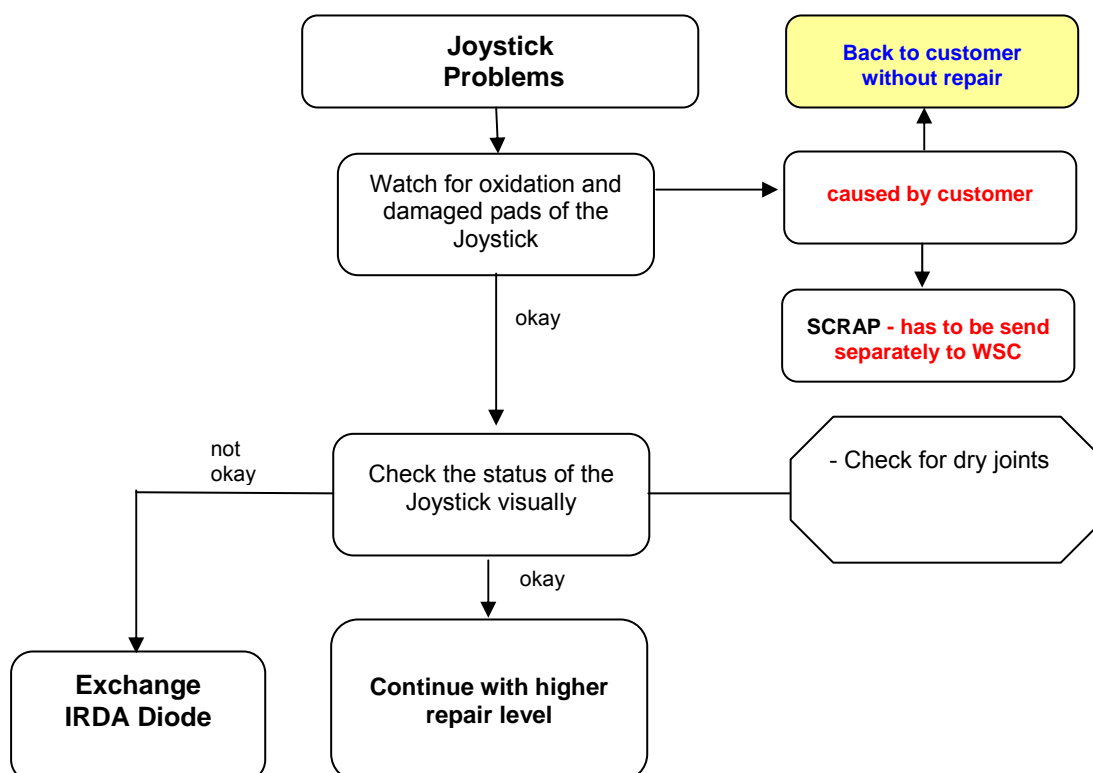 Joystick
Problems
Back to customer
without repair
Watch for oxidation and
damaged pads of the
Joystick
caused by customer
okay
SCRAP - has to be send
separately to WSC
not
okay
Check the status of the
Joystick visually
- Check for dry joints
okay
Exchange
IRDA Diode
Continue with higher
repair level